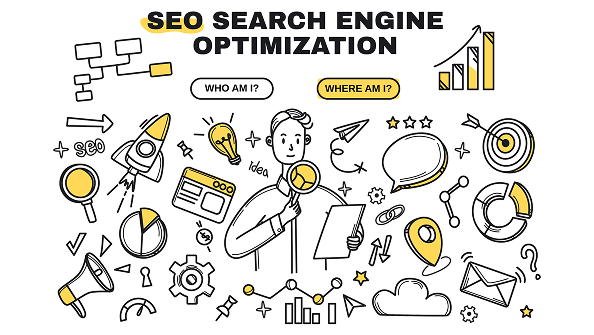 SEO SEARCH ENGINE
OPTIMIZATION
WHO AM I?
WHERE AM I?
seo
idea